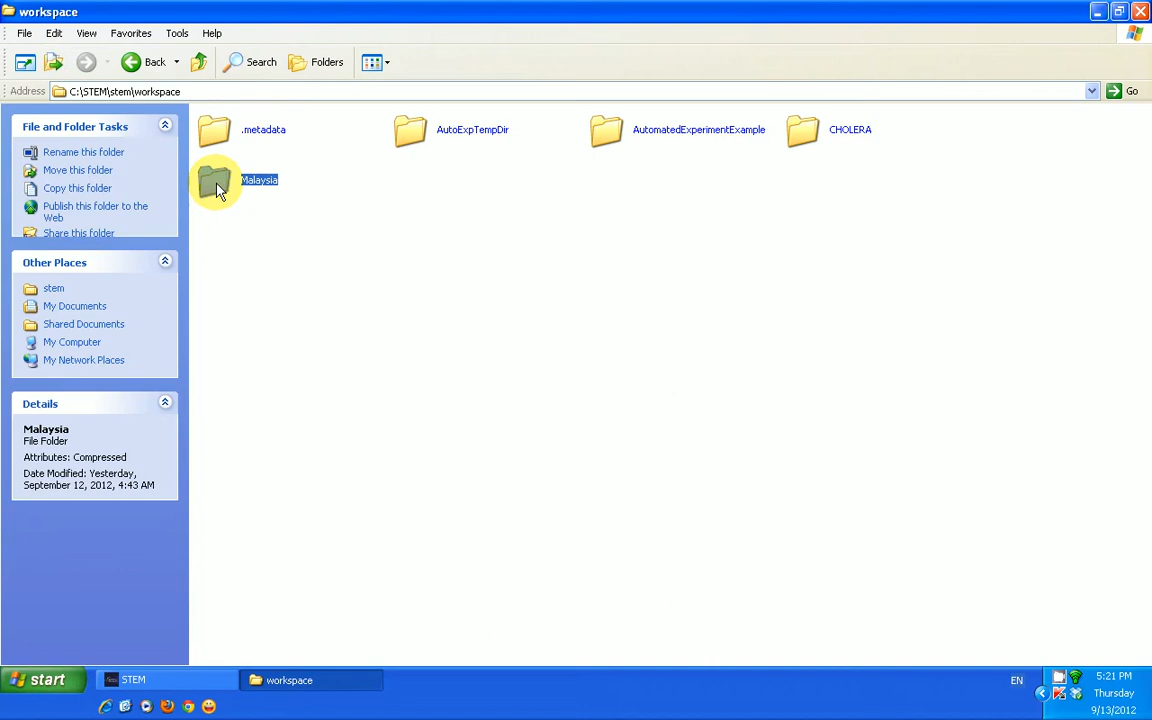 workspace
File Edit View Favorites Tools Help
Back Search Folders
Address C:\STEM\stem\workspace Go
File and Folder Tasks
Rename this folder
Move this folder
Copy this folder
Publish this folder to the
Web
Share this folder
Other Places
stem
My Documents
Shared Documents
My Computer
My Network Places
Details
Malaysia
File Folder
Attributes: Compressed
Date Modified: Yesterday,
September 12, 2012, 4:43 AM
.metadata AutoExpTempDir AutomatedExperimentExample CHOLERA
Malaysia
start STEM workspace EN 5:21 PM
Thursday
9/13/2012